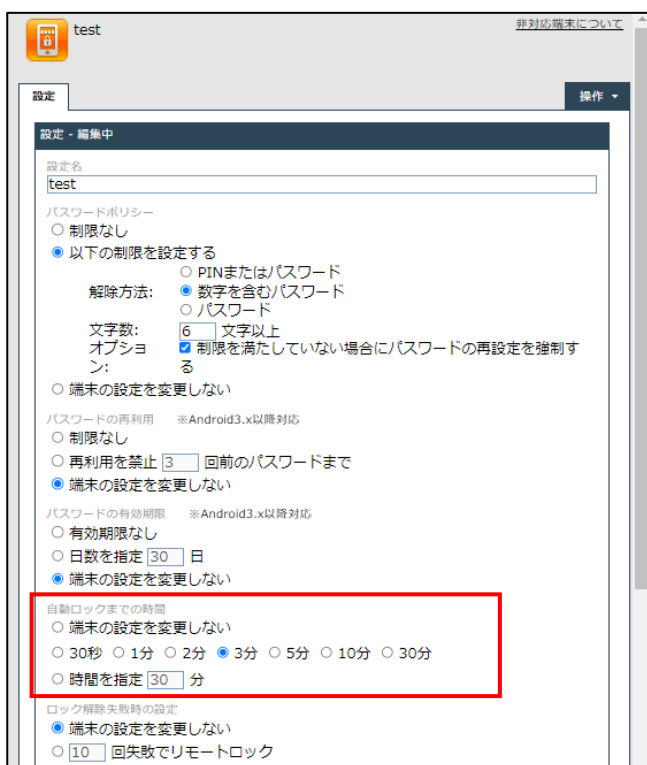 test
非対応端末について
設定
操作
設定 - 編集中
設定名
test
パスワードポリシー
制限なし
以下の制限を設定する
PINまたはパスワード
解除方法: 数字を含むパスワード
パスワード
文字数: 6 文字以上
オプショ 制限を満たしていない場合にパスワードの再設定を強制す
ン: る
端末の設定を変更しない
パスワードの再利用 ※Android3.x以降対応
制限なし
再利用を禁止 3 回前のパスワードまで
端末の設定を変更しない
パスワードの有効期限 ※Android3.x以降対応
有効期限なし
日数を指定 30 日
端末の設定を変更しない
自動ロックまでの時間
端末の設定を変更しない
30秒 1分 2分 3分 5分 10分 30分
時間を指定 30 分
ロック解除失敗時の設定
端末の設定を変更しない
10 回失敗でリモートロック